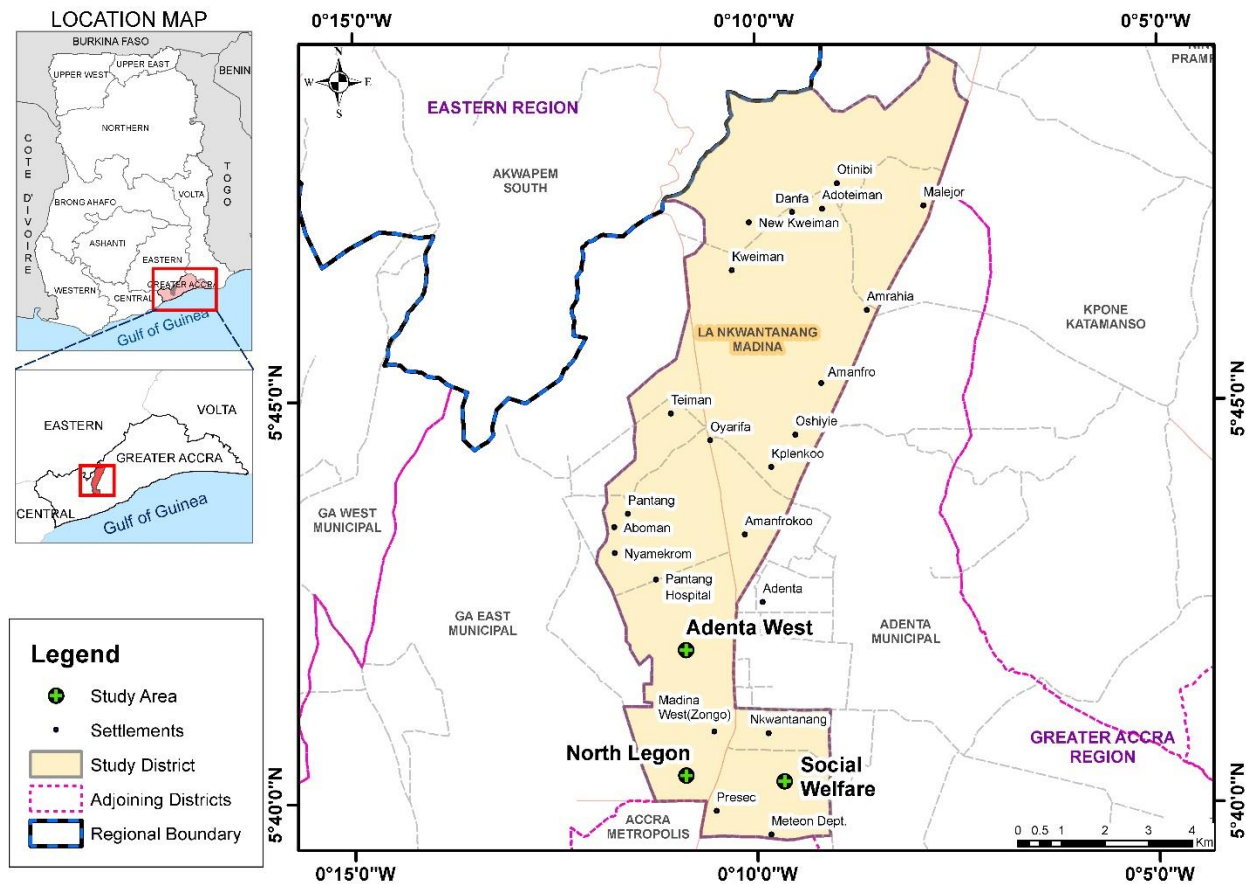 LOCATION MAP
BURKINA FASO
UPPER WEST
UPPER EAST
BENIN
NORTHERN
COTE D'IVOIRE
TOGO
BRONG AHAFO
VOLTA
ASHANTI
EASTERN
WESTERN
CENTRAL
GREATER ACCRA
Gulf of Guinea
VOLTA
EASTERN
GREATER ACCRA
CENTRAL
Gulf of Guinea
Legend
Study Area
Settlements
Study District
Adjoining Districts
Regional Boundary
0°15'0"W
0°10'0"W
0°5'0"W
N
W
E
S
PRAMP
EASTERN REGION
AKWAPEM
SOUTH
Otinibi
Danfa
Adoteiman
Malejor
New Kweiman
Kweiman
Amrahia
KPONE
KATAMANSO
LA NKWANTANANG
MADINA
Amanfro
5°45'0"N
5°45'0"N
Teiman
Oyarifa
Oshiyie
Kplenkoo
GA WEST
MUNICIPAL
Pantang
Aboman
Amanfrokoo
Nyamekrom
Pantang
Hospital
Adenta
GA EAST
MUNICIPAL
Adenta West
ADENTA
MUNICIPAL
Madina
West(Zongo)
Nkwantanang
GREATER ACCRA
REGION
North Legon
Social
Welfare
5°40'0"N
5°40'0"N
Presec
ACCRA
METROPOLIS
Meteon Dept.
0 0.5 1 2 3 4
Km
0°15'0"W
0°10'0"W
0°5'0"W